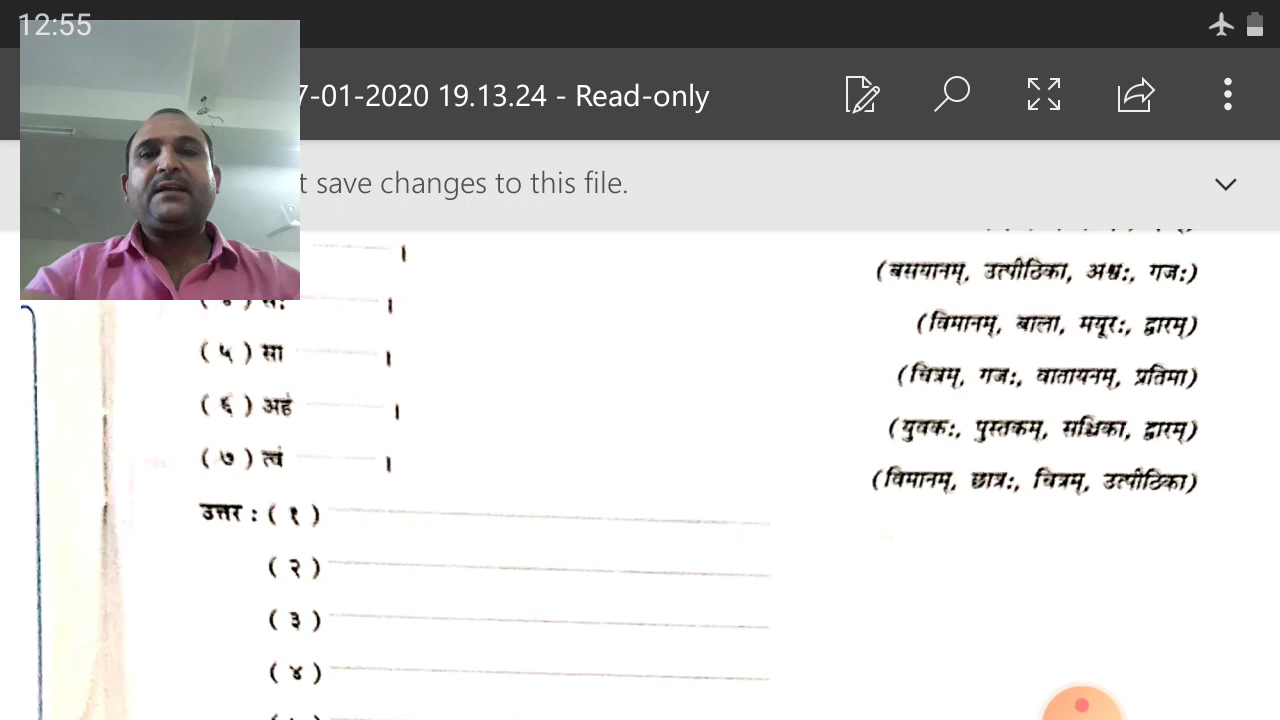 12:55
7-01-2020 19.13.24 - Read-only
t save changes to this file.
। (बसयानम्, उत्पीठिका, अश्वः, गजः)
( ४ ) सः । (विमानम्, बाला, मयूरः, द्वारम्)
( ५ ) सा । (चित्रम्, गजः, वातायनम्, प्रतिमा)
( ६ ) अहं । (युवकः, पुस्तकम्, सञ्चिका, द्वारम्)
( ७ ) त्वं । (विमानम्, छात्रः, चित्रम्, उत्पीठिका)
उत्तर : ( १ )
( २ )
( ३ )
( ४ )